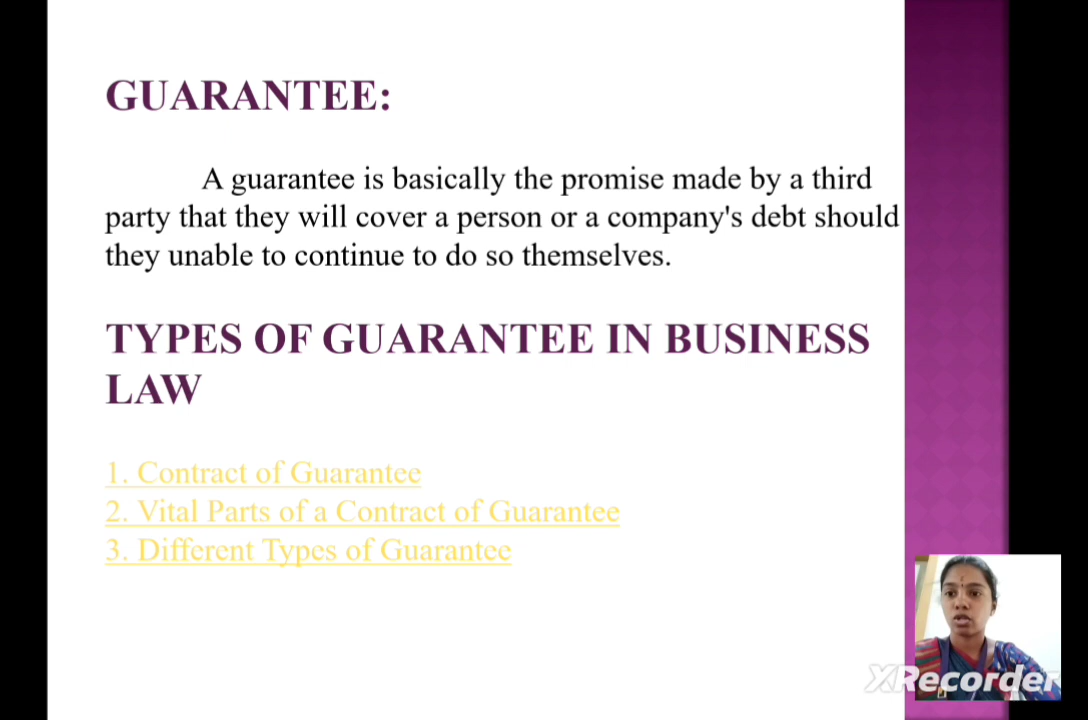 GUARANTEE:
A guarantee is basically the promise made by a third
party that they will cover a person or a company's debt should
they unable to continue to do so themselves.
TYPES OF GUARANTEE IN BUSINESS
LAW
1. Contract of Guarantee
2. Vital Parts of a Contract of Guarantee
3. Different Types of Guarantee
XRecorder